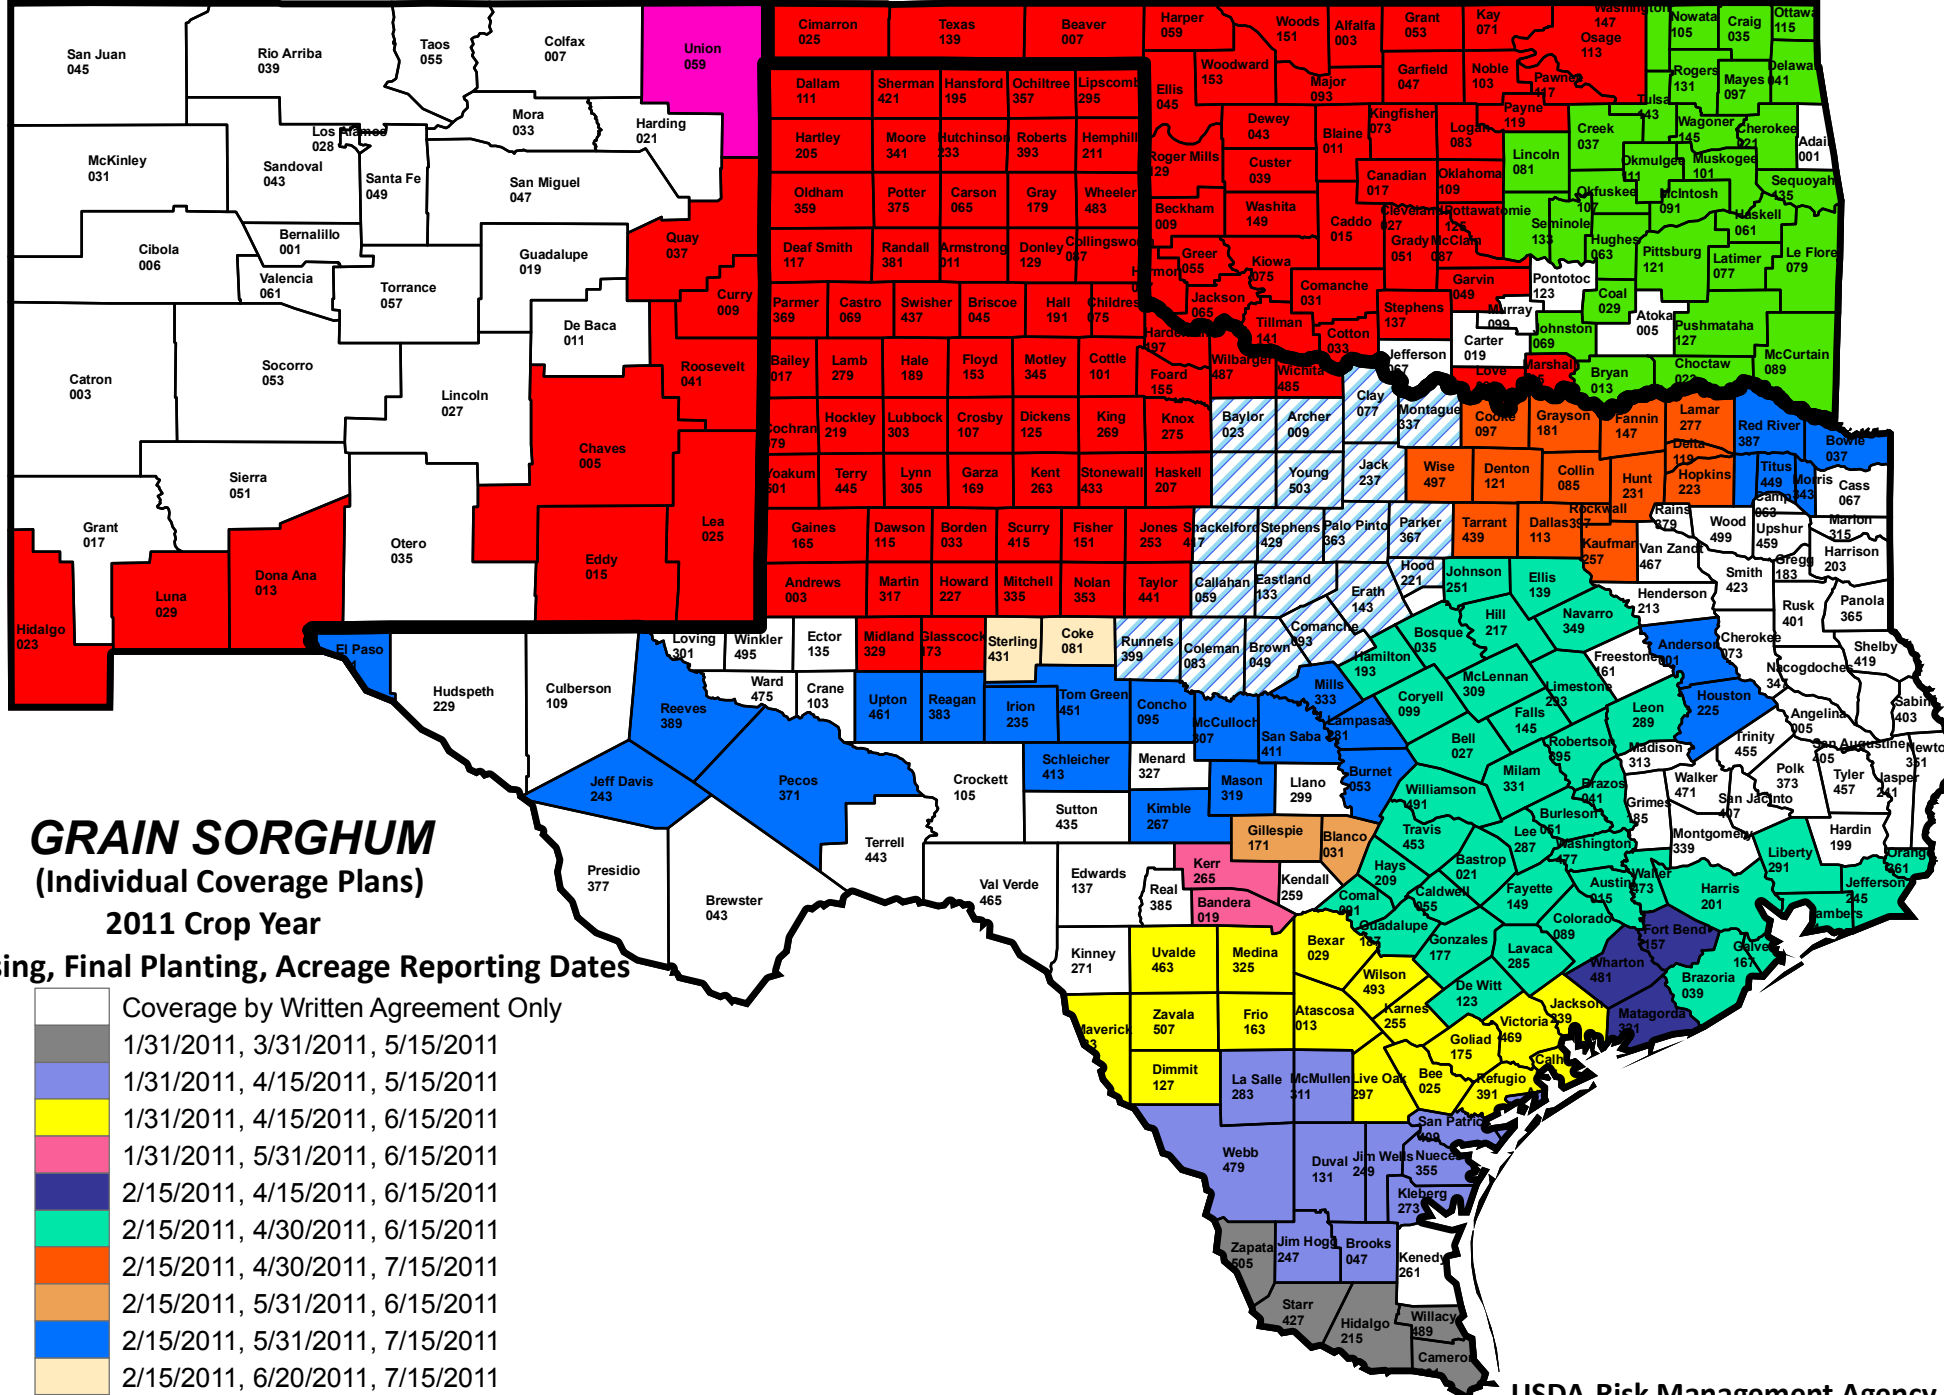 San Juan
045
Rio Arriba
039
Taos
055
Colfax
007
Union
059
Mora
033
Harding
021
Los Alamos
028
McKinley
031
Sandoval
043
Santa Fe
049
San Miguel
047
Cibola
006
Bernalillo
001
Valencia
061
Torrance
057
Guadalupe
019
Quay
037
Curry
009
De Baca
011
Roosevelt
041
Catron
003
Socorro
053
Lincoln
027
Chaves
005
Sierra
051
Grant
017
Otero
035
Lea
025
Eddy
015
Dona Ana
013
Luna
029
Hidalgo
023
Cimarron
025
Texas
139
Beaver
007
Harper
059
Woods
151
Alfalfa
003
Grant
053
Kay
071
Washington
147
Osage
113
Nowata
105
Craig
035
Ottawa
115
Woodward
153
Ellis
045
Major
093
Garfield
047
Noble
103
Pawnee
117
Rogers
131
Mayes
097
Delawa
041
Tulsa
143
Dewey
043
Blaine
011
Kingfisher
073
Logan
083
Payne
119
Creek
037
Wagoner
145
Cherokee
021
Adair
001
Lincoln
081
Roger Mills
129
Custer
039
Canadian
017
Oklahoma
109
Okmulgee
111
Muskogee
101
Sequoyah
135
Okfuskee
107
McIntosh
091
Haskell
061
Beckham
009
Washita
149
Caddo
015
Cleveland
027
Pottawatomie
125
Seminole
133
Hughes
063
Pittsburg
121
Latimer
077
Le Flore
079
Grady
051
McClain
087
Greer
055
Kiowa
075
Comanche
031
Garvin
049
Pontotoc
123
Coal
029
Atoka
005
Pushmataha
127
Jackson
065
Tillman
141
Cotton
033
Stephens
137
Murray
099
Carter
019
Johnston
069
Jefferson
067
Love
Marshall
Bryan
013
Choctaw
023
McCurtain
089
Dallam
111
Sherman
421
Hansford
195
Ochiltree
357
Lipscomb
295
Hartley
205
Moore
341
Hutchinson
233
Roberts
393
Hemphill
211
Oldham
359
Potter
375
Carson
065
Gray
179
Wheeler
483
Deaf Smith
117
Randall
381
Armstrong
011
Donley
129
Collingswor
087
Parmer
369
Castro
069
Swisher
437
Briscoe
045
Hall
191
Childres
075
Bailey
017
Lamb
279
Hale
189
Floyd
153
Motley
345
Cottle
101
Harde
197
Foard
155
Wilbarger
487
Wichita
485
Cochran
079
Hockley
219
Lubbock
303
Crosby
107
Dickens
125
King
269
Knox
275
Baylor
023
Archer
009
Clay
077
Montague
337
Cooke
097
Grayson
181
Fannin
147
Lamar
277
Red River
387
Bowie
037
Yoakum
501
Terry
445
Lynn
305
Garza
169
Kent
263
Stonewall
433
Haskell
207
Young
503
Jack
237
Wise
497
Denton
121
Collin
085
Hunt
231
Delta
119
Hopkins
223
Titus
449
Morris
343
Cass
067
Camp
063
Gaines
165
Dawson
115
Borden
033
Scurry
415
Fisher
151
Jones
253
Shackelford
417
Stephens
429
Palo Pinto
363
Parker
367
Tarrant
439
Dallas
113
Rockwall
397
Kaufman
257
Rains
379
Van Zandt
467
Wood
499
Upshur
459
Marion
315
Harrison
203
Gregg
183
Andrews
003
Martin
317
Howard
227
Mitchell
335
Nolan
353
Taylor
441
Callahan
059
Eastland
133
Erath
143
Hood
221
Johnson
251
Ellis
139
Navarro
349
Henderson
213
Smith
423
Rusk
401
Panola
365
El Paso
Hudspeth
229
Culberson
109
Loving
301
Winkler
495
Ector
135
Midland
329
Glasscock
173
Sterling
431
Coke
081
Runnels
399
Coleman
083
Brown
049
Comanche
093
Hamilton
193
Bosque
035
Hill
217
Freestone
161
Anderson
001
Cherokee
073
Nacogdoches
347
Shelby
419
Reeves
389
Ward
475
Crane
103
Upton
461
Reagan
383
Irion
235
Tom Green
451
Concho
095
McCulloch
307
San Saba
411
Mills
333
Lampasas
281
Coryell
099
McLennan
309
Limestone
293
Falls
145
Leon
289
Houston
225
Angelina
005
Sabin
403
San Augustine
405
Newto
351
Jasper
241
Jeff Davis
243
Pecos
371
Crockett
105
Schleicher
413
Menard
327
Mason
319
Llano
299
Burnet
053
Bell
027
Robertson
395
Milam
331
Madison
313
Trinity
455
Walker
471
Polk
373
Tyler
457
San Jacinto
407
Sutton
435
Kimble
267
Williamson
491
Brazos
041
Burleson
051
Grimes
185
Montgomery
339
Hardin
199
Presidio
377
Brewster
043
Terrell
443
Val Verde
465
Edwards
137
Real
385
Kerr
265
Gillespie
171
Blanco
031
Kendall
259
Bandera
019
Travis
453
Hays
209
Comal
091
Bastrop
021
Lee
287
Washington
477
Austin
015
Waller
473
Harris
201
Liberty
291
Orang
361
Jefferson
245
ambers
Caldwell
055
Fayette
149
Colorado
089
Guadalupe
187
Gonzales
177
Lavaca
285
Fort Bend
157
Wharton
481
Galve
167
Brazoria
039
Matagorda
321
Kinney
271
Uvalde
463
Medina
325
Bexar
029
Wilson
493
De Witt
123
Jackson
239
Maverick
Zavala
507
Frio
163
Atascosa
013
Karnes
255
Goliad
175
Victoria
469
Calh
Dimmit
127
La Salle
283
McMullen
311
Live Oak
297
Bee
025
Refugio
391
San Patric
409
Webb
479
Duval
131
Jim Wells
249
Nueces
355
Kleberg
273
Zapata
505
Jim Hogg
247
Brooks
047
Kenedy
261
Starr
427
Hidalgo
215
Willacy
489
Cameron
GRAIN SORGHUM
(Individual Coverage Plans)
2011 Crop Year
sing, Final Planting, Acreage Reporting Dates
Coverage by Written Agreement Only
1/31/2011, 3/31/2011, 5/15/2011
1/31/2011, 4/15/2011, 5/15/2011
1/31/2011, 4/15/2011, 6/15/2011
1/31/2011, 5/31/2011, 6/15/2011
2/15/2011, 4/15/2011, 6/15/2011
2/15/2011, 4/30/2011, 6/15/2011
2/15/2011, 4/30/2011, 7/15/2011
2/15/2011, 5/31/2011, 6/15/2011
2/15/2011, 5/31/2011, 7/15/2011
2/15/2011, 6/20/2011, 7/15/2011
USDA Risk Management Agency